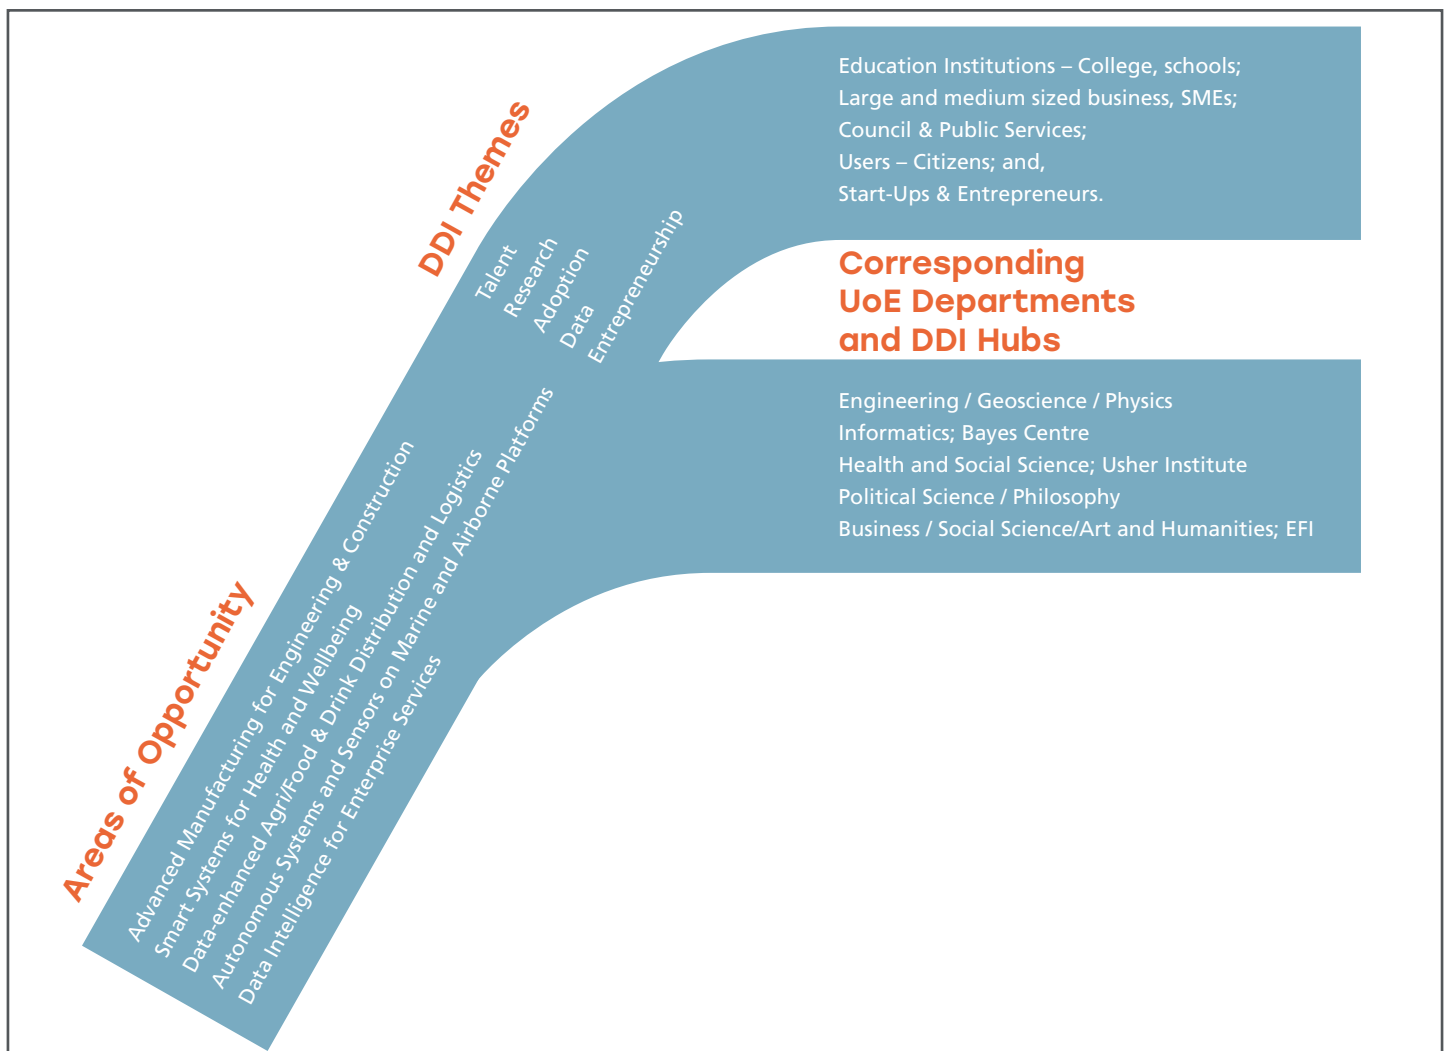 DDI Themes
Talent
Research
Adoption
Data
Entrepreneurship
Education Institutions – College, schools;
Large and medium sized business, SMEs;
Council & Public Services;
Users – Citizens; and,
Start-Ups & Entrepreneurs.
Corresponding
UoE Departments
and DDI Hubs
Engineering / Geoscience / Physics
Informatics; Bayes Centre
Health and Social Science; Usher Institute
Political Science / Philosophy
Business / Social Science/Art and Humanities; EFI
Areas of Opportunity
Advanced Manufacturing for Engineering & Construction
Smart Systems for Health and Wellbeing
Data-enhanced Agri/Food & Drink Distribution and Logistics
Autonomous Systems and Sensors on Marine and Airborne Platforms
Data Intelligence for Enterprise Services